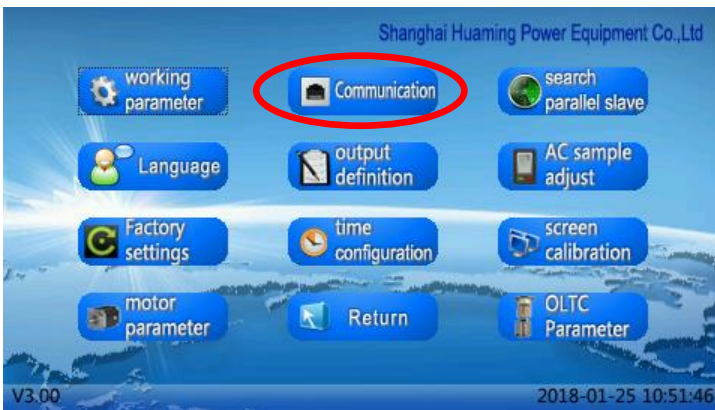 Shanghai Huaming Power Equipment Co.,Ltd
working
parameter
Communication
search
parallel slave
Language
output
definition
AC sample
adjust
Factory
settings
time
configuration
screen
calibration
motor
parameter
Return
OLTC
Parameter
V3.00
2018-01-25 10:51:46